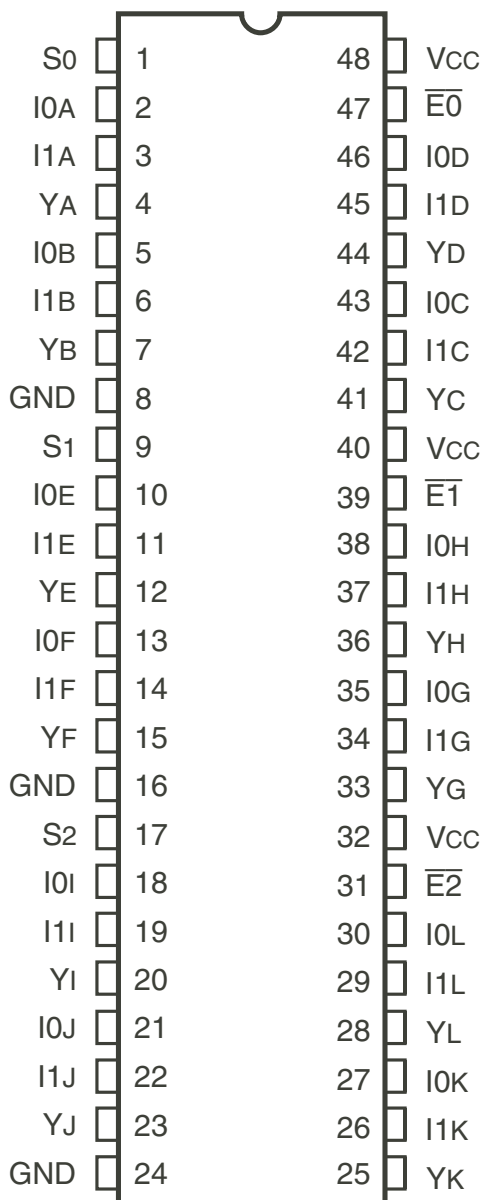 S0 1 48 VCC
I0A 2 47 E0
I1A 3 46 I0D
YA 4 45 I1D
I0B 5 44 YD
I1B 6 43 I0C
YB 7 42 I1C
GND 8 41 YC
S1 9 40 VCC
I0E 10 39 E1
I1E 11 38 I0H
YE 12 37 I1H
I0F 13 36 YH
I1F 14 35 I0G
YF 15 34 I1G
GND 16 33 YG
S2 17 32 VCC
I0I 18 31 E2
I1I 19 30 I0L
YI 20 29 I1L
I0J 21 28 YL
I1J 22 27 I0K
YJ 23 26 I1K
GND 24 25 YK